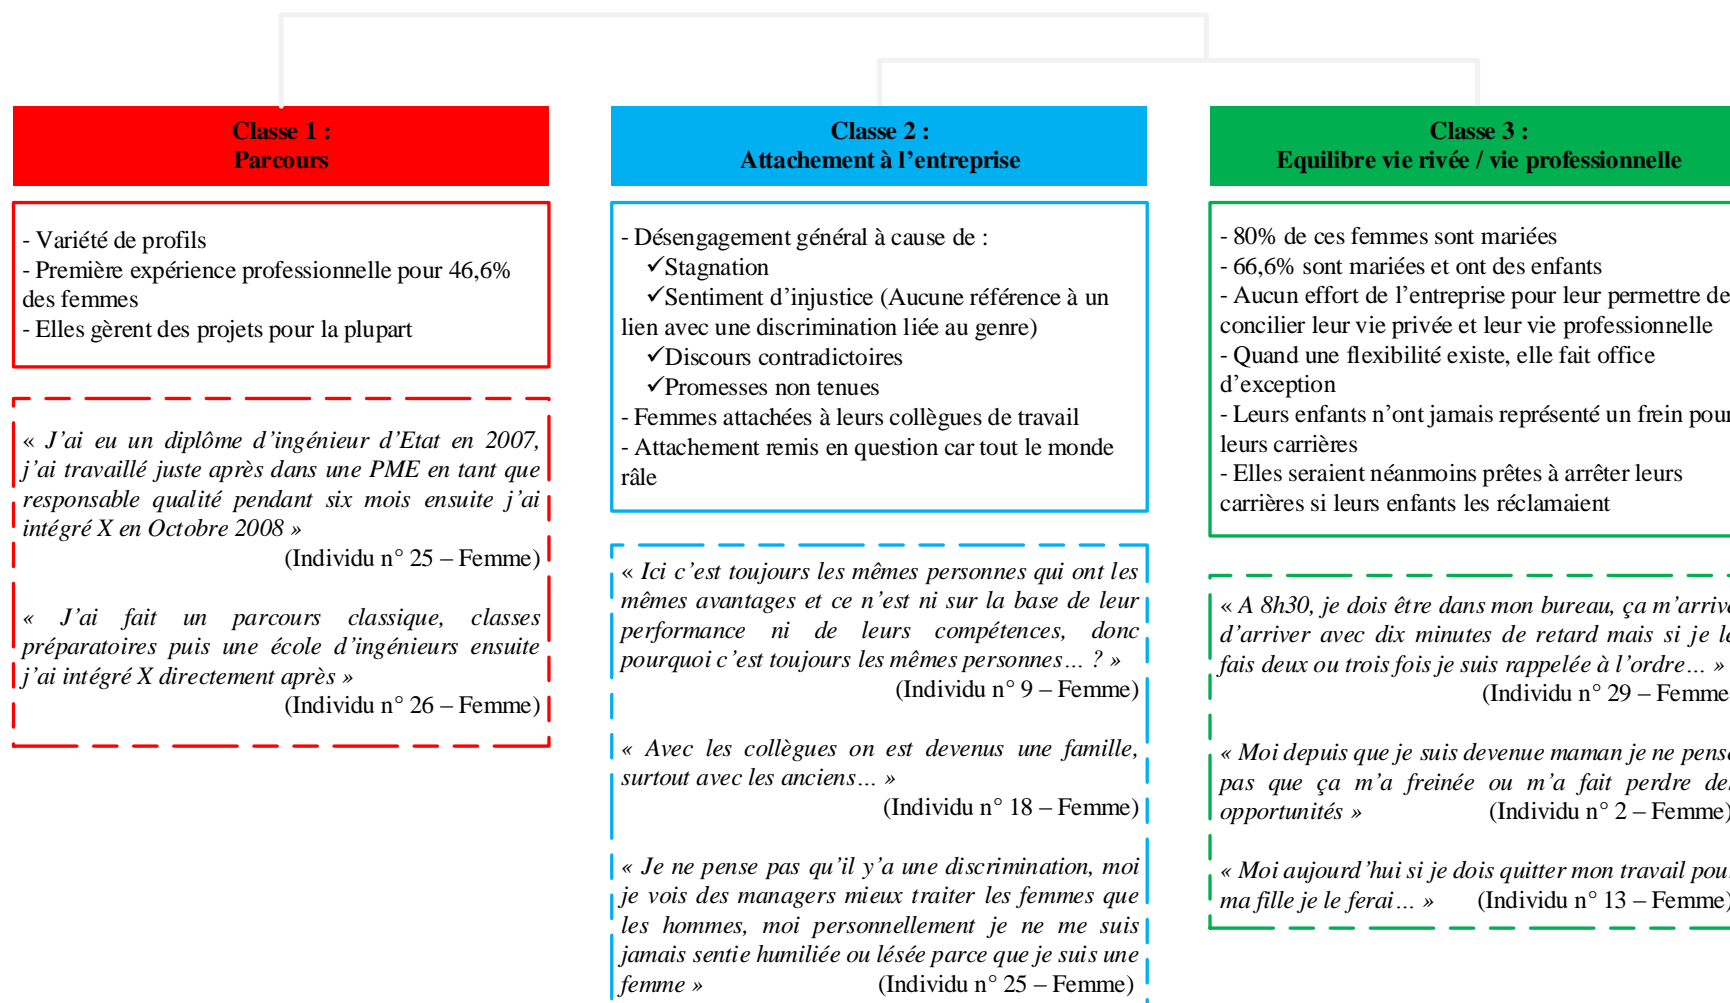 Classe 1 :
Parcours
- Variété de profils
- Première expérience professionnelle pour 46,6%
des femmes
- Elles gèrent des projets pour la plupart
« J’ai eu un diplôme d’ingénieur d’Etat en 2007,
j’ai travaillé juste après dans une PME en tant que
responsable qualité pendant six mois ensuite j’ai
intégré X en Octobre 2008 »
(Individu n° 25 – Femme)
« J’ai fait un parcours classique, classes
préparatoires puis une école d’ingénieurs ensuite
j’ai intégré X directement après »
(Individu n° 26 – Femme)
Classe 2 :
Attachement à l’entreprise
- Désengagement général à cause de :
✓Stagnation
✓Sentiment d’injustice (Aucune référence à un
lien avec une discrimination liée au genre)
✓Discours contradictoires
✓Promesses non tenues
- Femmes attachées à leurs collègues de travail
- Attachement remis en question car tout le monde
râle
« Ici c’est toujours les mêmes personnes qui ont les
mêmes avantages et ce n’est ni sur la base de leur
performance ni de leurs compétences, donc
pourquoi c’est toujours les mêmes personnes… ? »
(Individu n° 9 – Femme)
« Avec les collègues on est devenus une famille,
surtout avec les anciens… »
(Individu n° 18 – Femme)
« Je ne pense pas qu’il y’a une discrimination, moi
je vois des managers mieux traiter les femmes que
les hommes, moi personnellement je ne me suis
jamais sentie humiliée ou lésée parce que je suis une
femme » (Individu n° 25 – Femme)
Classe 3 :
Equilibre vie rivée / vie professionnelle
- 80% de ces femmes sont mariées
- 66,6% sont mariées et ont des enfants
- Aucun effort de l’entreprise pour leur permettre de
concilier leur vie privée et leur vie professionnelle
- Quand une flexibilité existe, elle fait office
d’exception
- Leurs enfants n’ont jamais représenté un frein pour
leurs carrières
- Elles seraient néanmoins prêtes à arrêter leurs
carrières si leurs enfants les réclamaient
« A 8h30, je dois être dans mon bureau, ça m’arrive
d’arriver avec dix minutes de retard mais si je le
fais deux ou trois fois je suis rappelée à l’ordre… »
(Individu n° 29 – Femme
« Moi depuis que je suis devenue maman je ne pense
pas que ça m’a freinée ou m’a fait perdre des
opportunités » (Individu n° 2 – Femme)
« Moi aujourd’hui si je dois quitter mon travail pour
ma fille je le ferai… » (Individu n° 13 – Femme)